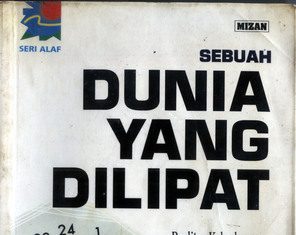 MIZAN
SERI ALAF
SEBUAH
DUNIA
YANG
DILIPAT
24 1